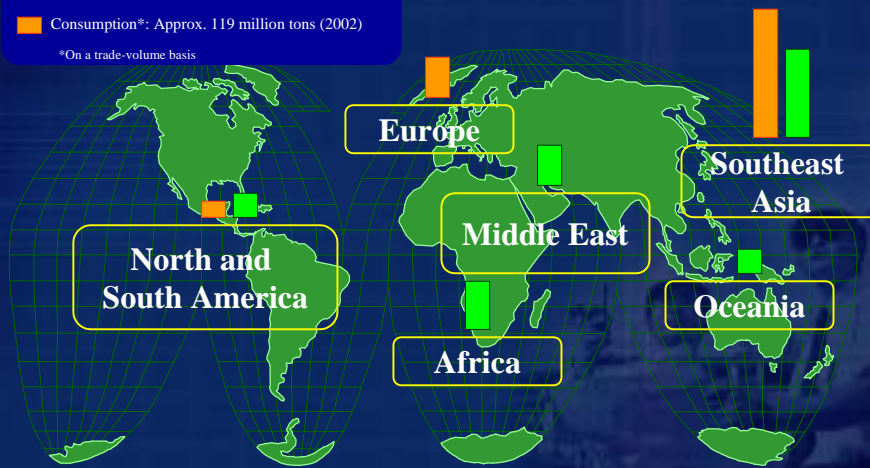 Consumption*: Approx. 119 million tons (2002)
*On a trade-volume basis
Europe
Southeast
Asia
Middle East
North and
South America
Oceania
Africa